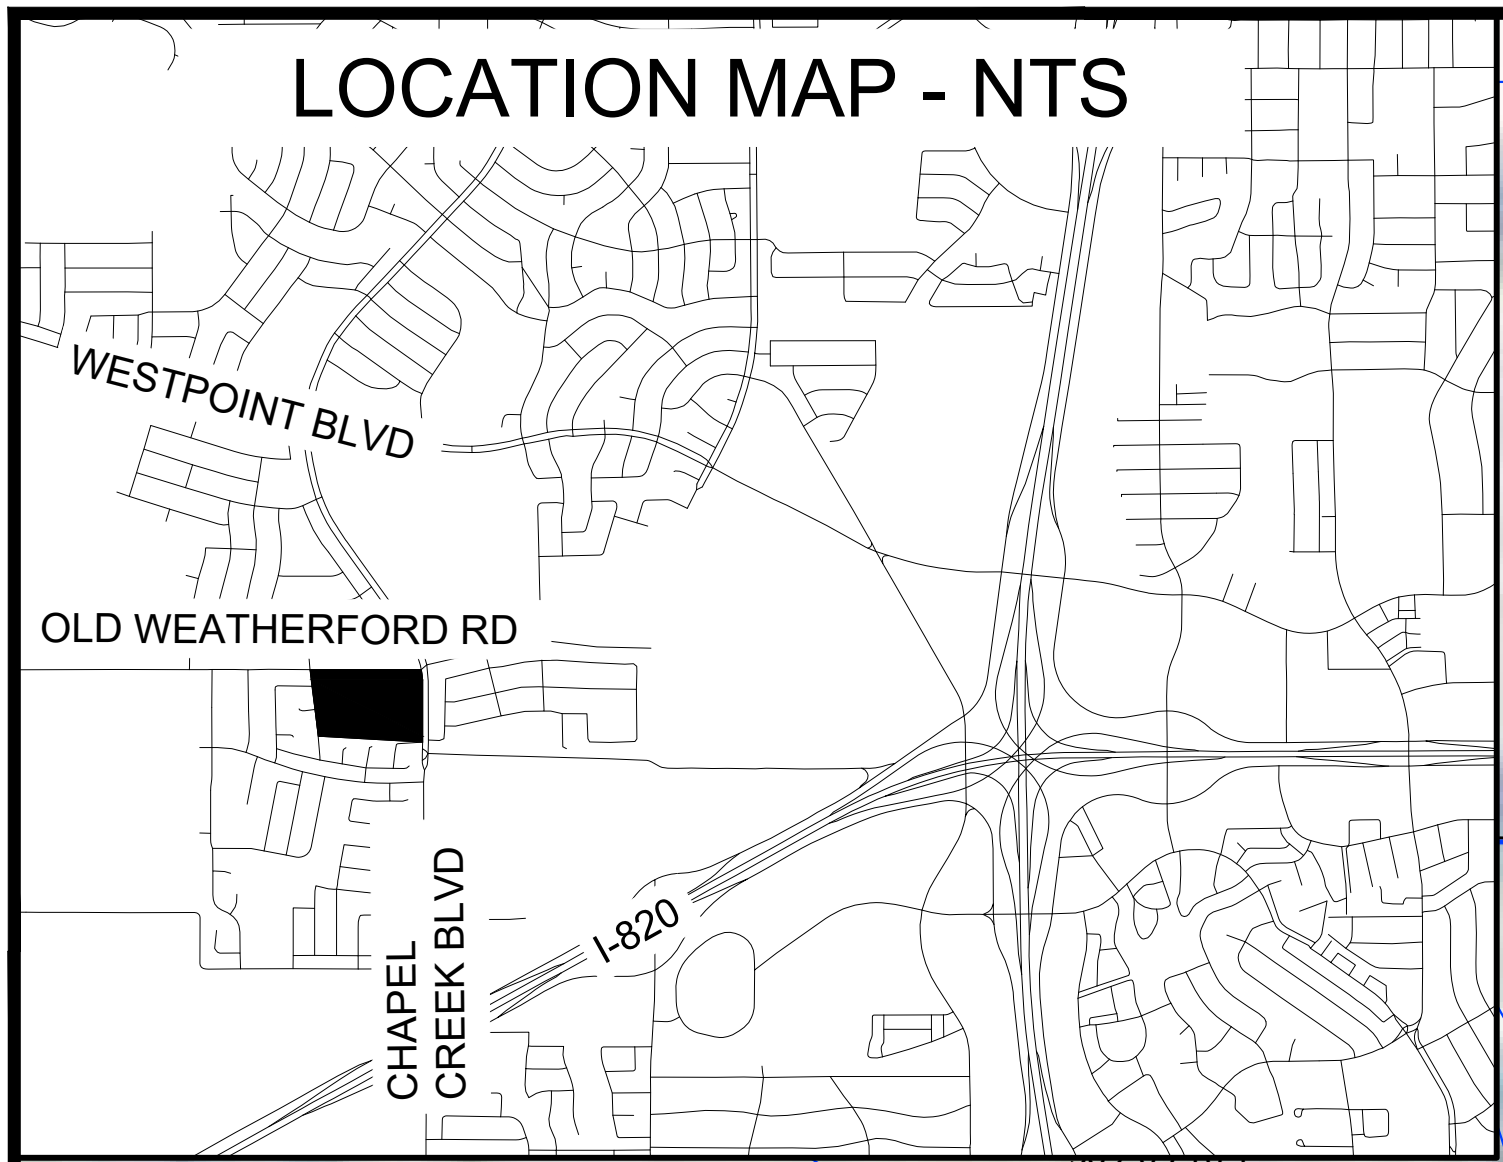 LOCATION MAP - NTS
WESTPOINT BLVD
OLD WEATHERFORD RD
CHAPEL
CREEK BLVD
I-820